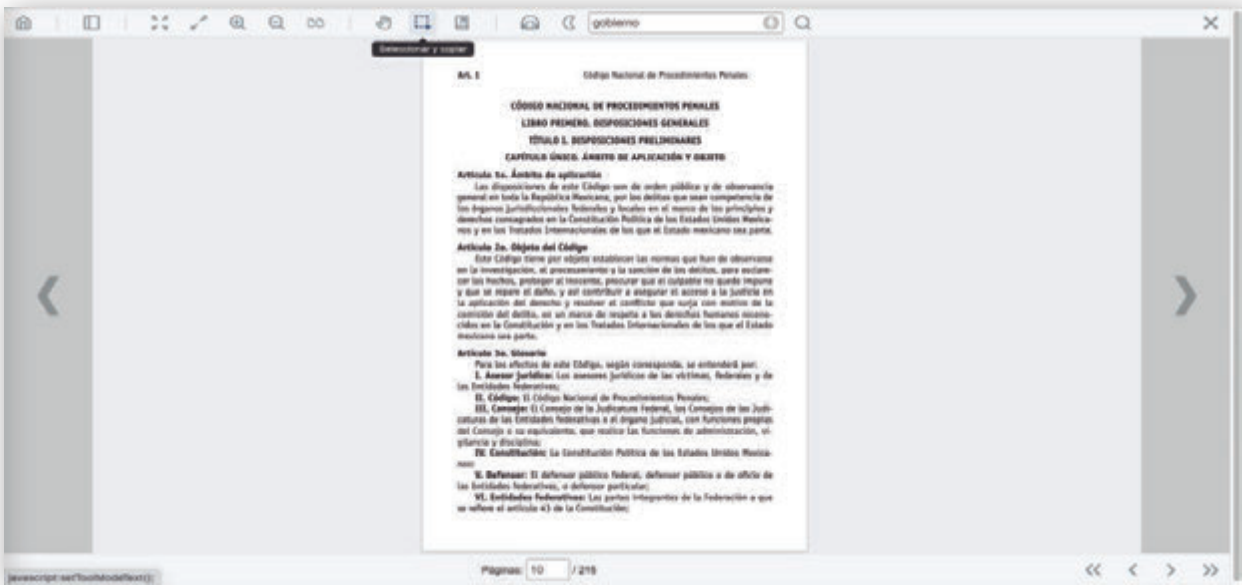 gobierno
Seleccionar y copiar
Art. 1 Código Nacional de Procedimientos Penales
CÓDIGO NACIONAL DE PROCEDIMIENTOS PENALES
LIBRO PRIMERO. DISPOSICIONES GENERALES
TÍTULO I. DISPOSICIONES PRELIMINARES
CAPÍTULO ÚNICO. ÁMBITO DE APLICACIÓN Y OBJETO
Artículo 1o. Ámbito de aplicación
Las disposiciones de este Código son de orden público y de observancia
general en toda la República Mexicana, por los delitos que sean competencia de
los órganos jurisdiccionales federales y locales en el marco de los principios y
derechos consagrados en la Constitución Política de los Estados Unidos Mexica-
nos y en los Tratados Internacionales de los que el Estado mexicano sea parte.
Artículo 2o. Objeto del Código
Este Código tiene por objeto establecer las normas que han de observarse
en la investigación, el procesamiento y la sanción de los delitos, para esclare-
cer los hechos, proteger al inocente, procurar que el culpable no quede impune
y que se repare el daño, y así contribuir a asegurar el acceso a la justicia en
la aplicación del derecho y resolver el conflicto que surja con motivo de la
comisión del delito, en un marco de respeto a los derechos humanos recono-
cidos en la Constitución y en los Tratados Internacionales de los que el Estado
mexicano sea parte.
Artículo 3o. Glosario
Para los efectos de este Código, según corresponda, se entenderá por:
I. Asesor jurídico: Los asesores jurídicos de las víctimas, federales y de
las Entidades federativas;
II. Código: El Código Nacional de Procedimientos Penales;
III. Consejo: El Consejo de la Judicatura Federal, los Consejos de las Judi-
caturas de las Entidades federativas o el órgano judicial, con funciones propias
del Consejo o su equivalente, que realice las funciones de administración, vi-
gilancia y disciplina;
IV. Constitución: La Constitución Política de los Estados Unidos Mexica-
nos;
V. Defensor: El defensor público federal, defensor público o de oficio de
las Entidades federativas, o defensor particular;
VI. Entidades federativas: Las partes integrantes de la Federación a que
se refiere el artículo 43 de la Constitución;
Páginas: 10 / 215
javascript:setToolModeText();